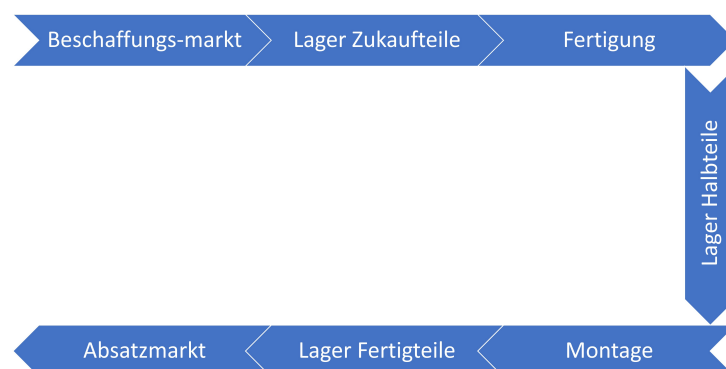 Beschaffungs-markt
Lager Zukaufteile
Fertigung
Lager Halbteile
Montage
Lager Fertigteile
Absatzmarkt